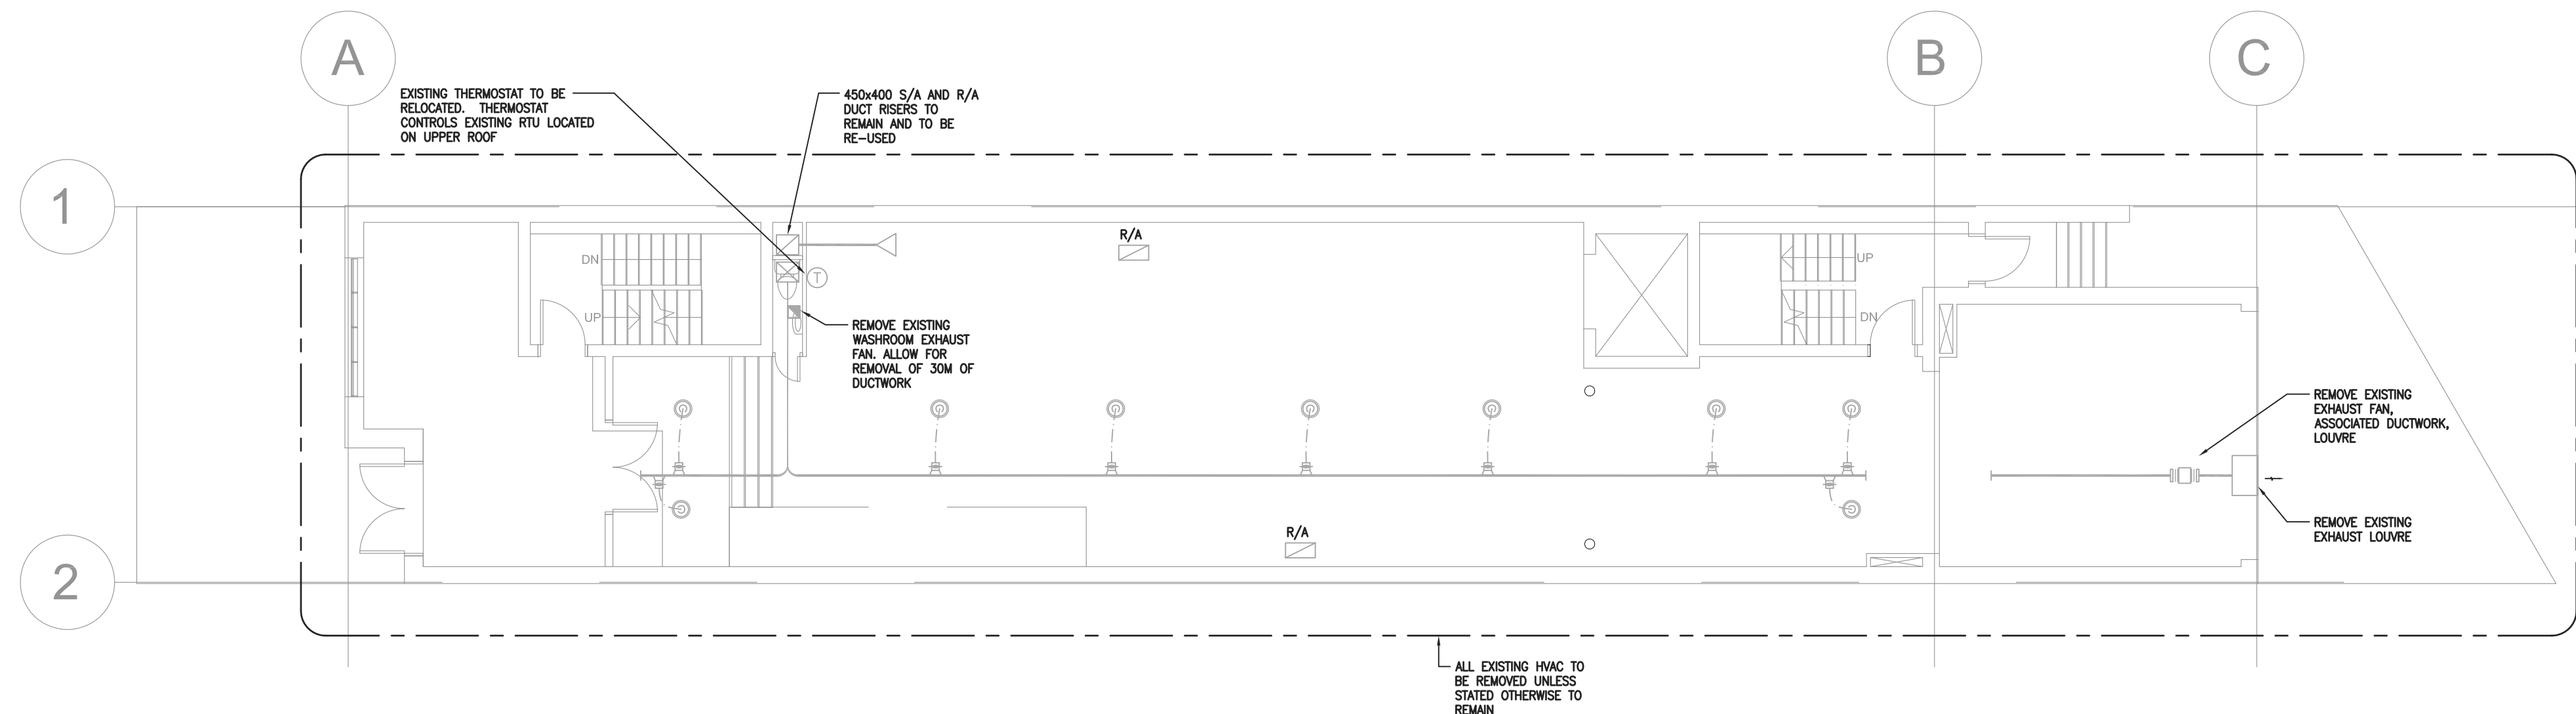 A
B
C
EXISTING THERMOSTAT TO BE
RELOCATED. THERMOSTAT
CONTROLS EXISTING RTU LOCATED
ON UPPER ROOF
450x400 S/A AND R/A
DUCT RISERS TO
REMAIN AND TO BE
RE-USED
1
R/A
DN
UP
T
UP
DN
REMOVE EXISTING
WASHROOM EXHAUST
FAN. ALLOW FOR
REMOVAL OF 30M OF
DUCTWORK
REMOVE EXISTING
EXHAUST FAN,
ASSOCIATED DUCTWORK,
LOUVRE
R/A
REMOVE EXISTING
EXHAUST LOUVRE
2
ALL EXISTING HVAC TO
BE REMOVED UNLESS
STATED OTHERWISE TO
REMAIN